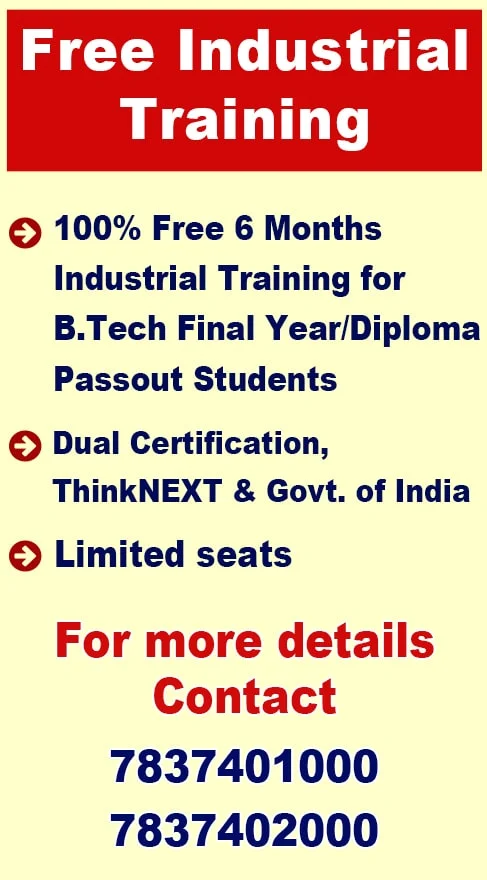 Free Industrial
Training
100% Free 6 Months
Industrial Training for
B.Tech Final Year/Diploma
Passout Students
Dual Certification,
ThinkNEXT & Govt. of India
Limited seats
For more details
Contact
7837401000
7837402000